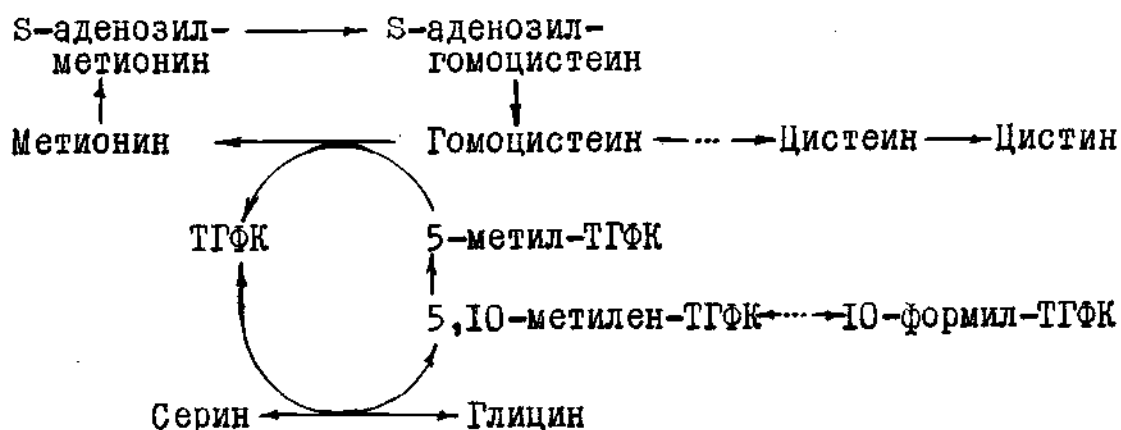 S-аденозил- S-аденозил-
метионин гомоцистеин
Метионин Гомоцистеин ... Цистеин Цистин
ТГФК 5-метил-ТГФК
5,10-метилен-ТГФК 10-формил-ТГФК
Серин Глицин